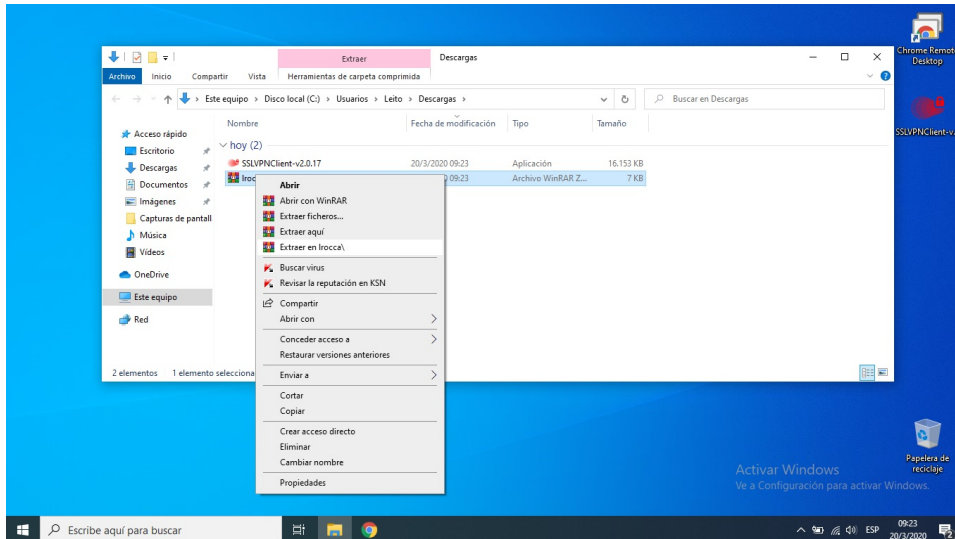 Extraer
Descargas
Archivo
Inicio
Compartir
Vista
Herramientas de carpeta comprimida
Este equipo > Disco local (C:) > Usuarios > Leito > Descargas >
Buscar en Descargas
Nombre
Fecha de modificación
Tipo
Tamaño
Acceso rápido
Escritorio
Descargas
Documentos
Imágenes
Capturas de pantall
Música
Vídeos
OneDrive
Este equipo
Red
hoy (2)
SSLVPNClient-v2.0.17
20/3/2020 09:23
Aplicación
16.153 KB
09:23
Archivo WinRAR Z...
7 KB
Abrir
Abrir con WinRAR
Extraer ficheros...
Extraer aquí
Extraer en lrocca\
Buscar virus
Revisar la reputación en KSN
Compartir
Abrir con
Conceder acceso a
Restaurar versiones anteriores
Enviar a
Cortar
Copiar
Crear acceso directo
Eliminar
Cambiar nombre
Propiedades
2 elementos
1 elemento selecciona
Chrome Remot
Desktop
SSLVPNClient-v.
Papelera de
reciclaje
Activar Windows
Ve a Configuración para activar Windows.
Escribe aquí para buscar
ESP
09:23
20/3/2020
2